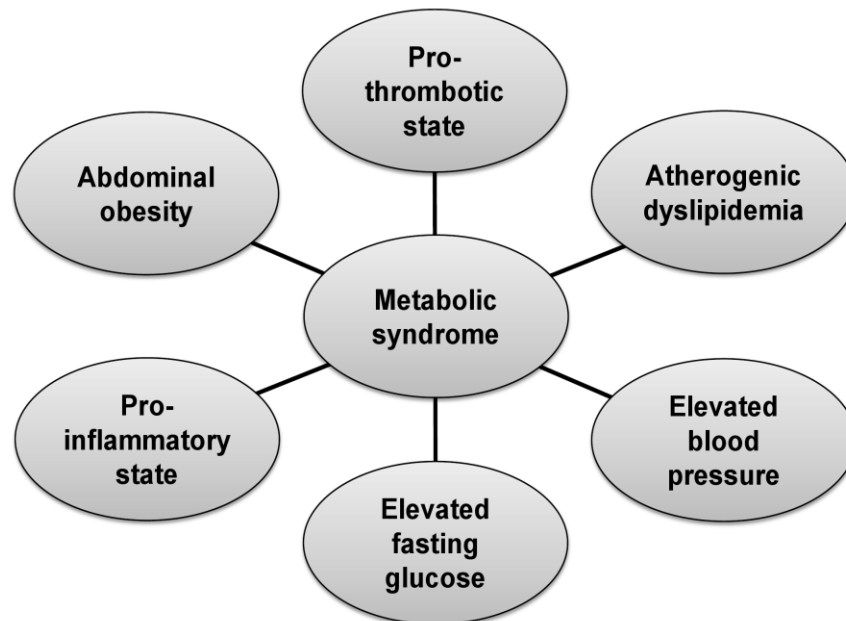 Pro-
thrombotic
state
Abdominal
obesity
Atherogenic
dyslipidemia
Metabolic
syndrome
Pro-
inflammatory
state
Elevated
blood
pressure
Elevated
fasting
glucose